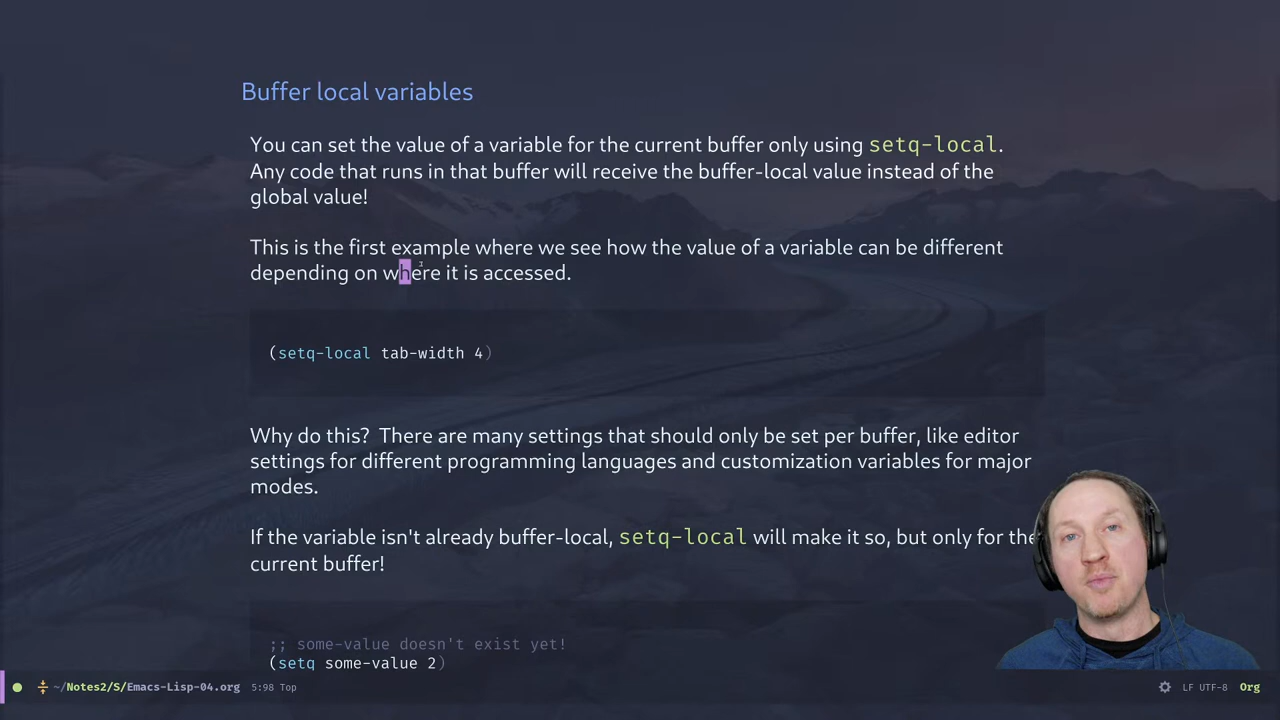 Buffer local variables
You can set the value of a variable for the current buffer only using setq-local.
Any code that runs in that buffer will receive the buffer-local value instead of the
global value!
This is the first example where we see how the value of a variable can be different
depending on where it is accessed.
(setq-local tab-width 4)
Why do this?  There are many settings that should only be set per buffer, like editor
settings for different programming languages and customization variables for major
modes.
If the variable isn't already buffer-local, setq-local will make it so, but only for the
current buffer!
;; some-value doesn't exist yet!
(setq some-value 2)
~/Notes2/S/Emacs-Lisp-04.org 5:98 Top LF UTF-8 Org